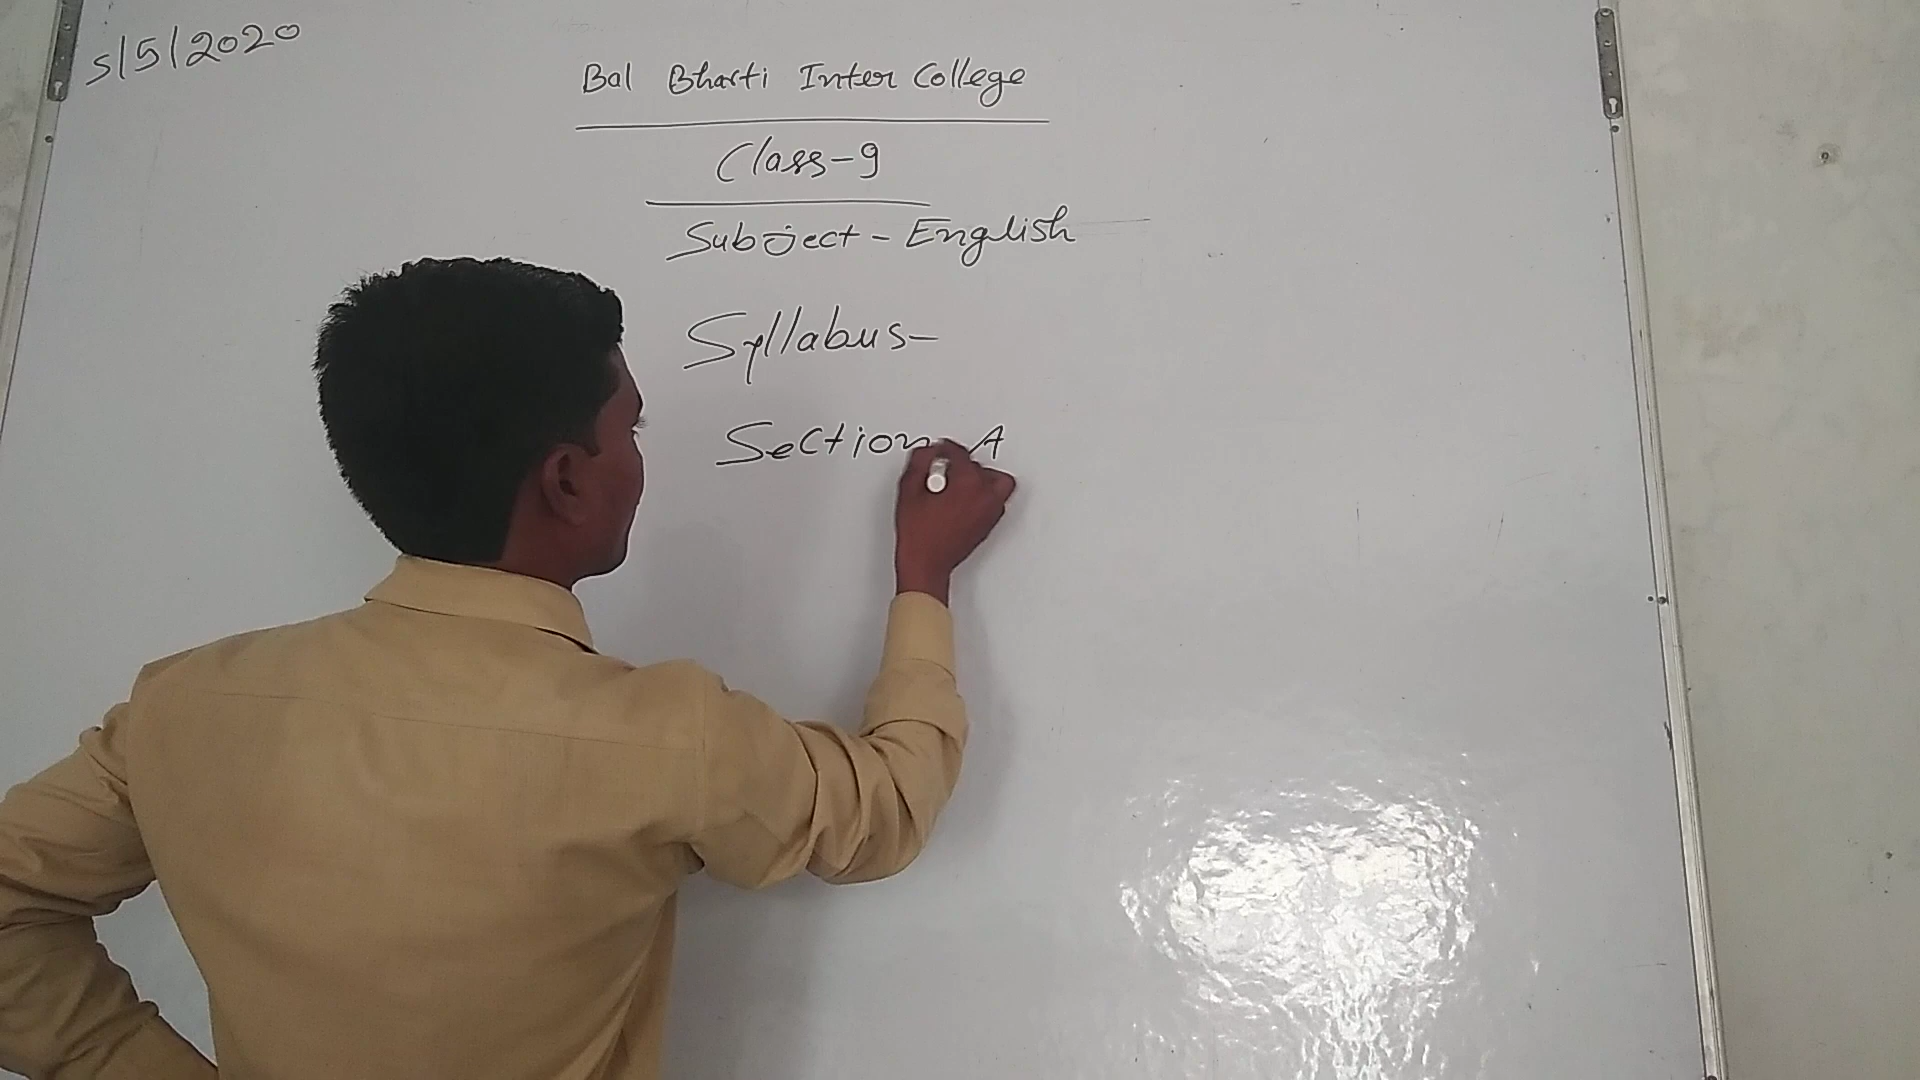 5/5/2020
Bal Bharti Inter College
Class-9
Subject - English
Syllabus-
Section A